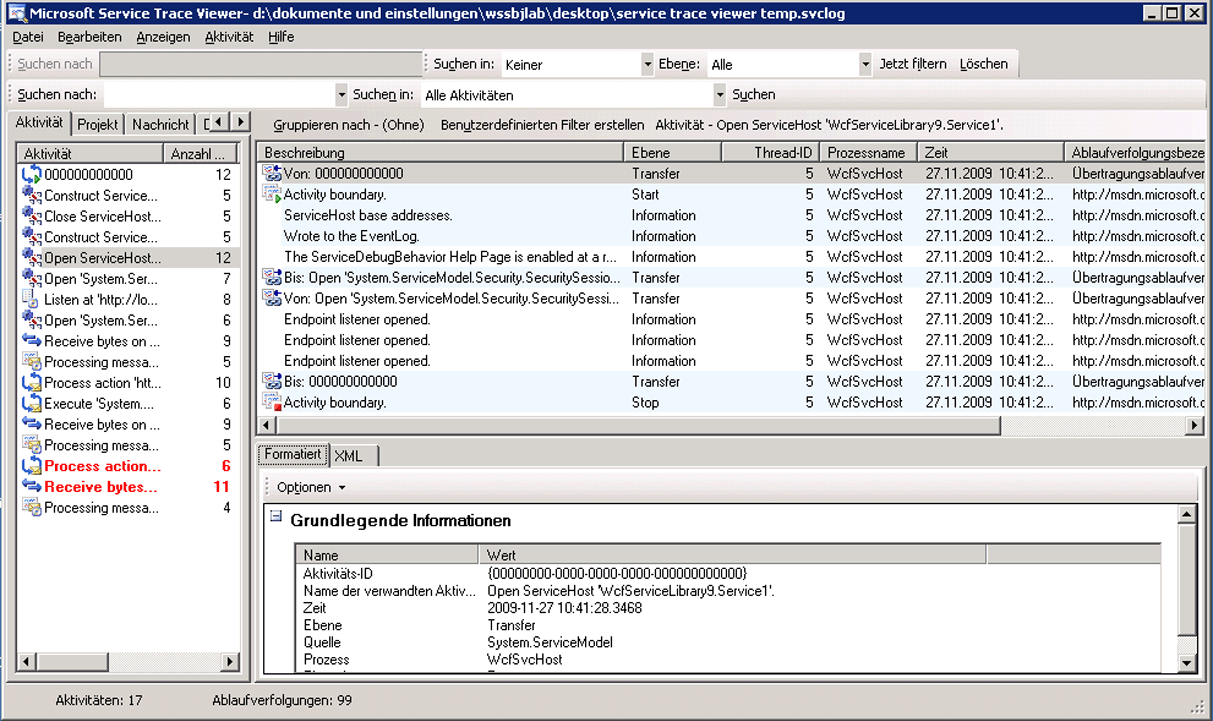 Microsoft Service Trace Viewer- d:\dokumente und einstellungen\wssbjlab\desktop\service trace viewer temp.svclog
Datei Bearbeiten Anzeigen Aktivität Hilfe
Suchen nach Suchen in: Keiner Ebene: Alle Jetzt filtern Löschen
Suchen nach: Suchen in: Alle Aktivitäten Suchen
Aktivität Projekt Nachricht
Gruppieren nach - (Ohne) Benutzerdefinierten Filter erstellen Aktivität - Open ServiceHost 'WcfServiceLibrary9.Service1'.
Aktivität Anzahl ...
000000000000 12
Construct Service... 5
Close ServiceHost... 5
Construct Service... 5
Open ServiceHost... 12
Open 'System.Ser... 7
Listen at 'http://lo... 8
Open 'System.Ser... 6
Receive bytes on ... 9
Processing messa... 5
Process action 'htt... 10
Execute 'System.... 6
Receive bytes on ... 9
Processing messa... 5
Process action... 6
Receive bytes... 11
Processing messa... 4
Beschreibung Ebene Thread-ID Prozessname Zeit Ablaufverfolgungsbeze
Von: 000000000000 Transfer 5 WcfSvcHost 27.11.2009 10:41:2... Übertragungsablaufver
Activity boundary. Start 5 WcfSvcHost 27.11.2009 10:41:2... http://msdn.microsoft.c
ServiceHost base addresses. Information 5 WcfSvcHost 27.11.2009 10:41:2... http://msdn.microsoft.c
Wrote to the EventLog. Information 5 WcfSvcHost 27.11.2009 10:41:2... http://msdn.microsoft.c
The ServiceDebugBehavior Help Page is enabled at a r... Information 5 WcfSvcHost 27.11.2009 10:41:2... http://msdn.microsoft.c
Bis: Open 'System.ServiceModel.Security.SecuritySessio... Transfer 5 WcfSvcHost 27.11.2009 10:41:2... Übertragungsablaufver
Von: Open 'System.ServiceModel.Security.SecuritySessi... Transfer 5 WcfSvcHost 27.11.2009 10:41:2... Übertragungsablaufver
Endpoint listener opened. Information 5 WcfSvcHost 27.11.2009 10:41:2... http://msdn.microsoft.c
Endpoint listener opened. Information 5 WcfSvcHost 27.11.2009 10:41:2... http://msdn.microsoft.c
Endpoint listener opened. Information 5 WcfSvcHost 27.11.2009 10:41:2... http://msdn.microsoft.c
Bis: 000000000000 Transfer 5 WcfSvcHost 27.11.2009 10:41:2... Übertragungsablaufver
Activity boundary. Stop 5 WcfSvcHost 27.11.2009 10:41:2... http://msdn.microsoft.c
Formatiert XML
Optionen
Grundlegende Informationen
Name Wert
Aktivitäts-ID {00000000-0000-0000-0000-000000000000}
Name der verwandten Aktiv... Open ServiceHost 'WcfServiceLibrary9.Service1'.
Zeit 2009-11-27 10:41:28.3468
Ebene Transfer
Quelle System.ServiceModel
Prozess WcfSvcHost
Aktivitäten: 17 Ablaufverfolgungen: 99